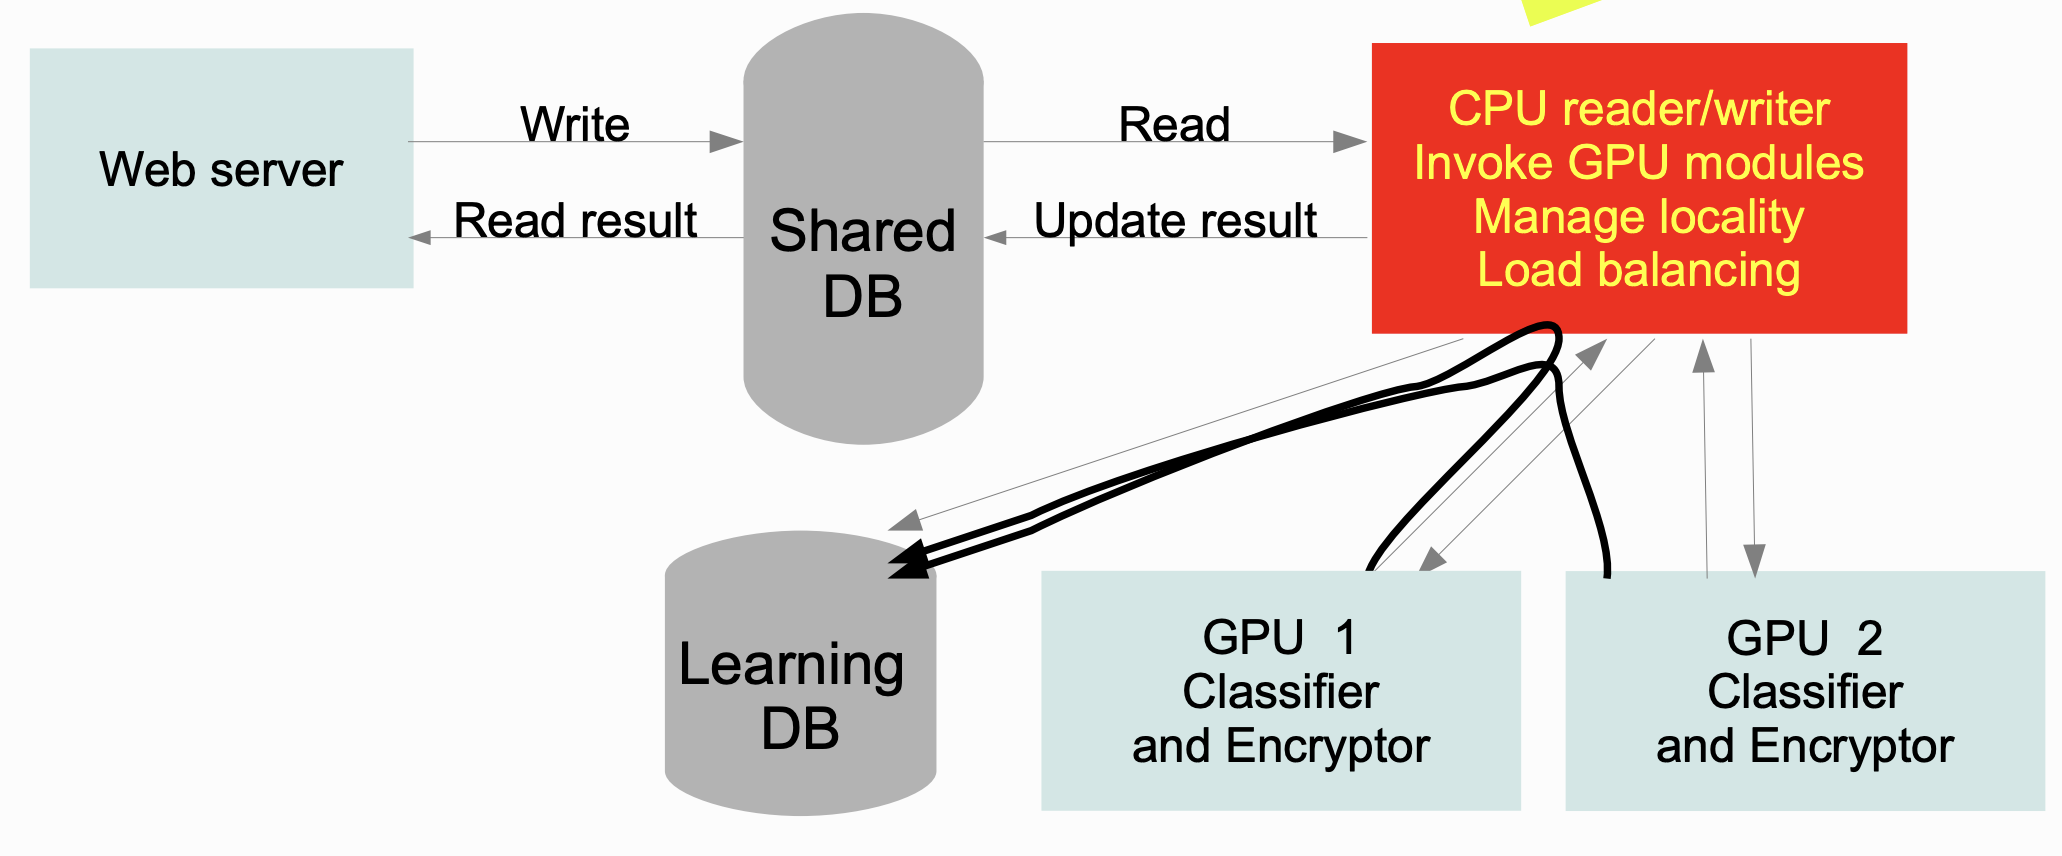 Web server
Write
Read result
Shared
DB
Read
Update result
CPU reader/writer
Invoke GPU modules
Manage locality
Load balancing
Learning
DB
GPU  1
Classifier
and Encryptor
GPU  2
Classifier
and Encryptor